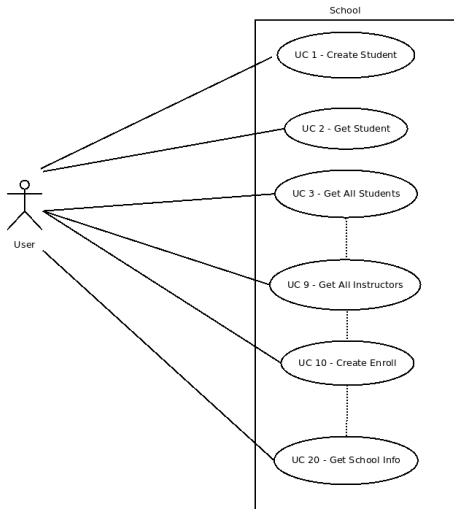 School
UC 1 - Create Student
UC 2 - Get Student
UC 3 - Get All Students
User
UC 9 - Get All Instructors
UC 10 - Create Enroll
UC 20 - Get School Info